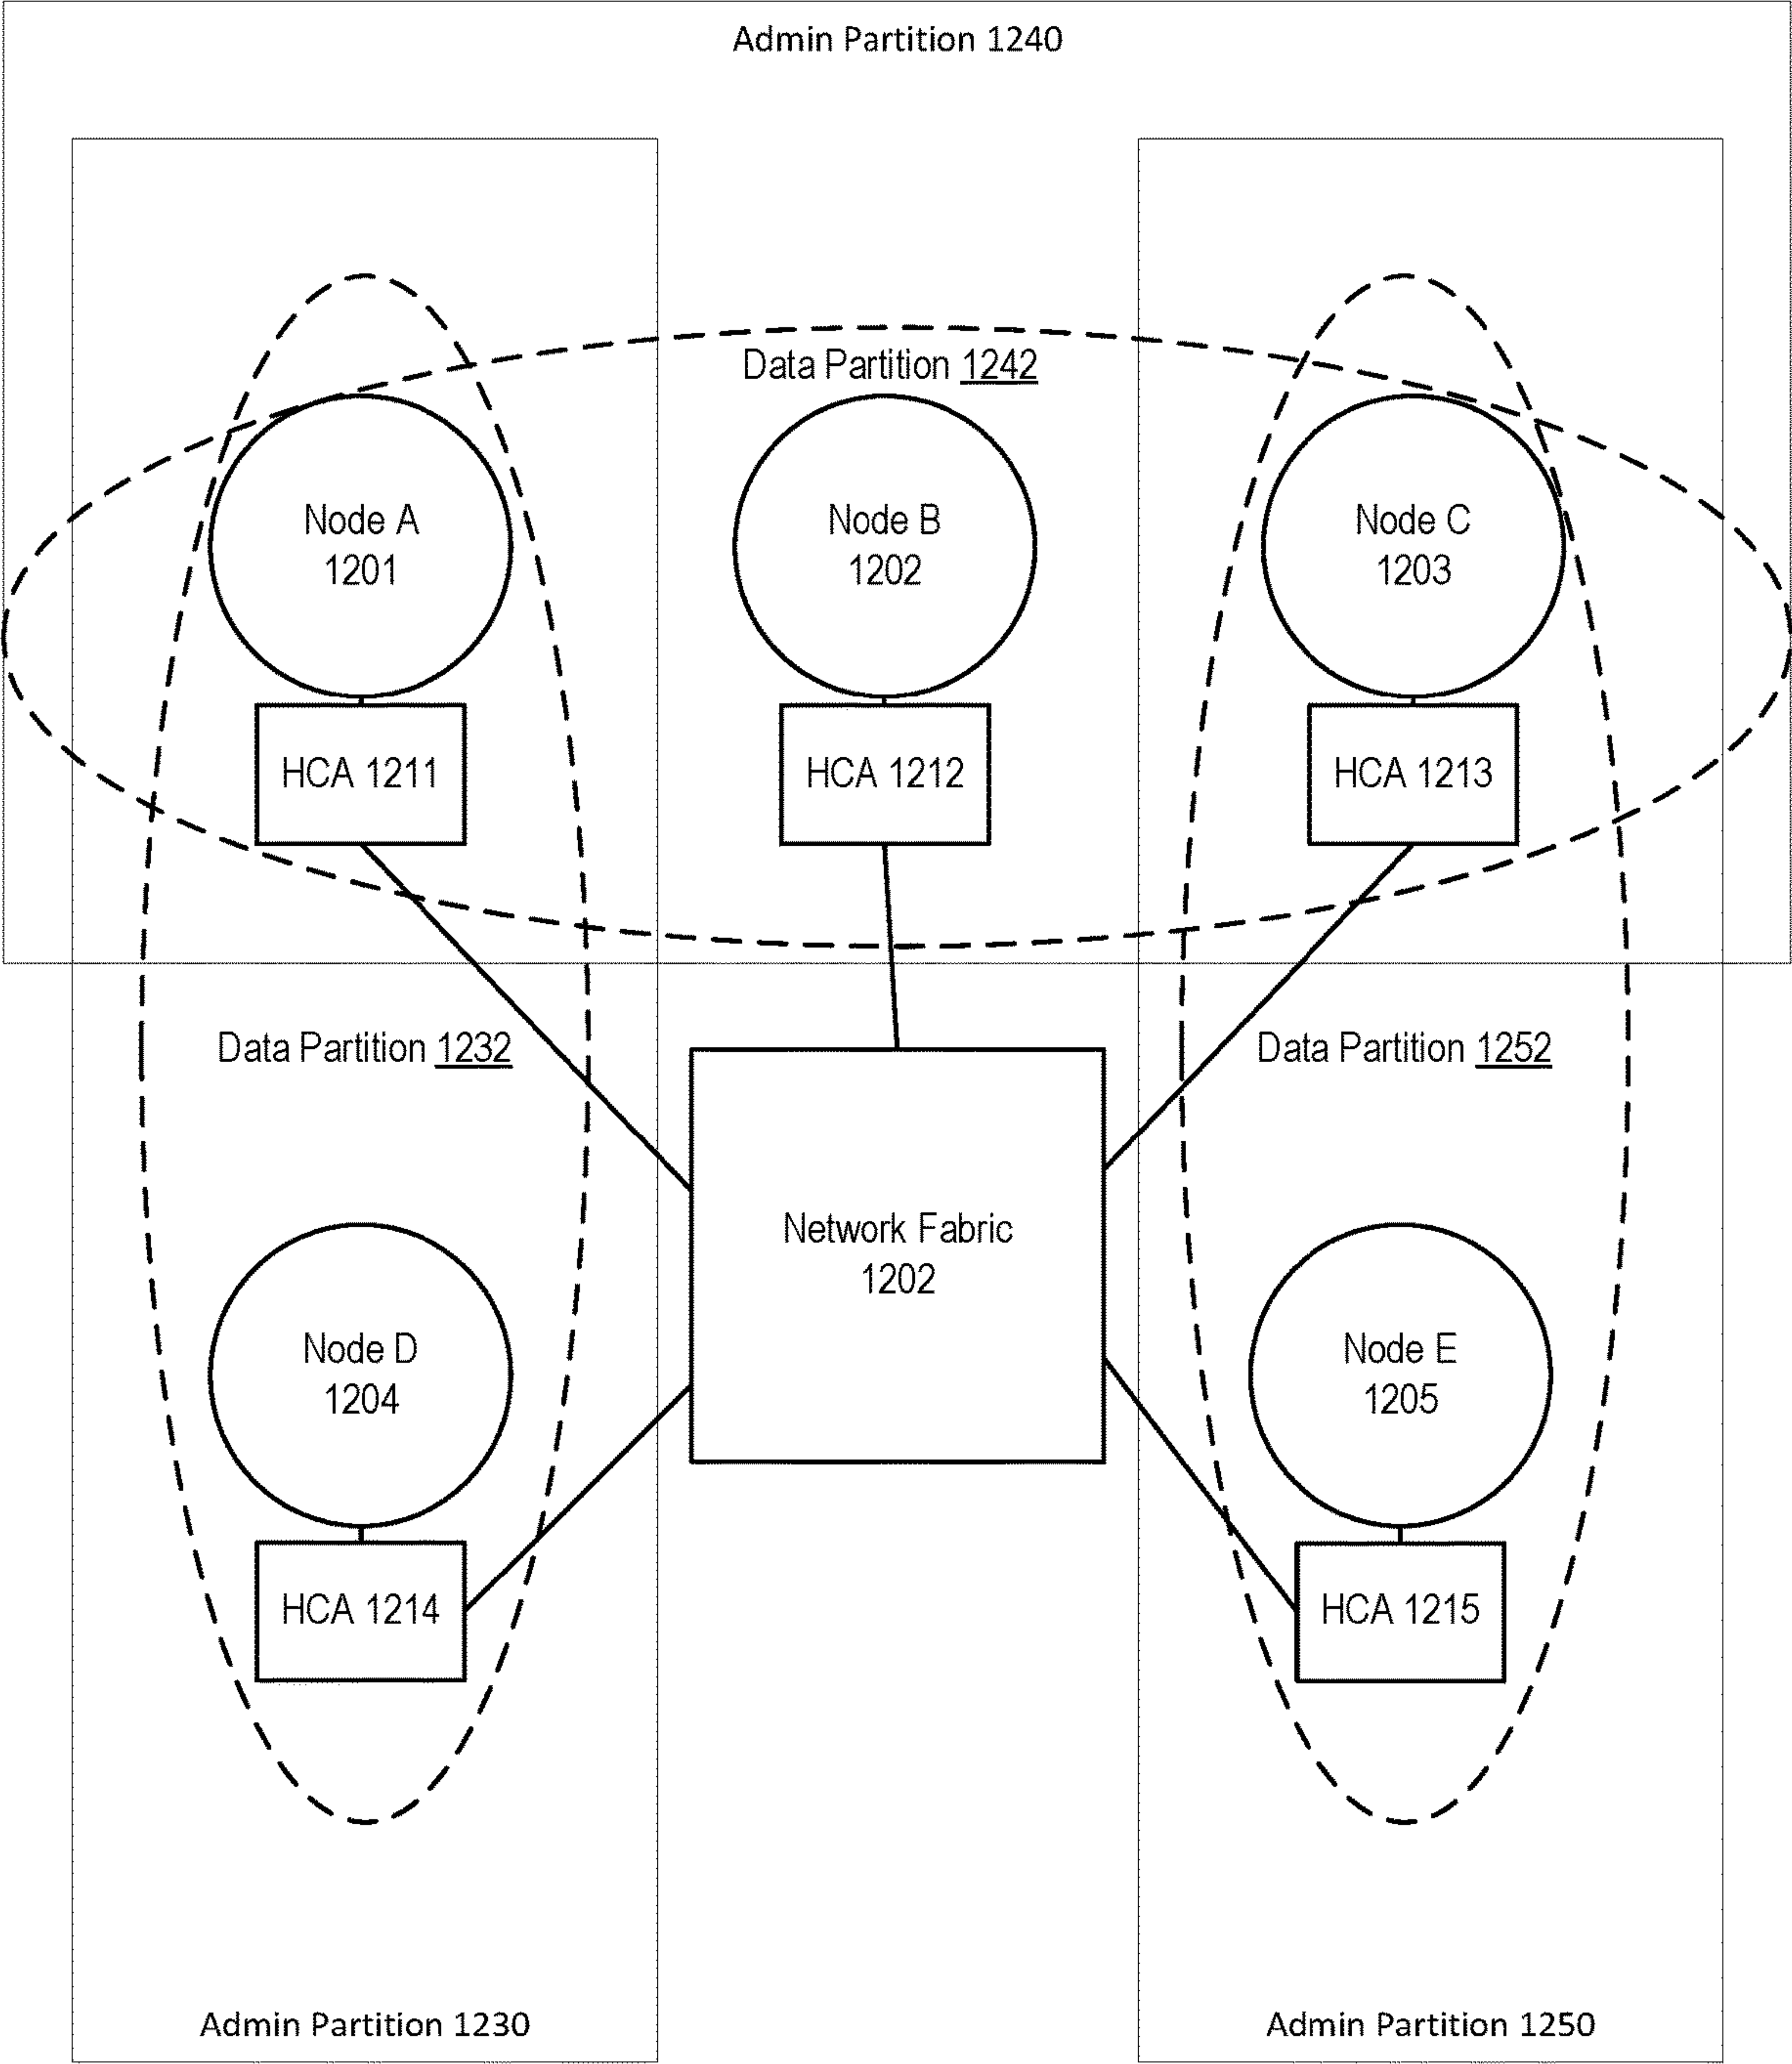 Admin Partition 1240
Data Partition 1242
Node A
1201
Node B
1202
Node C
1203
HCA 1211
HCA 1212
HCA 1213
Data Partition 1232
Data Partition 1252
Network Fabric
1202
Node D
1204
Node E
1205
HCA 1214
HCA 1215
Admin Partition 1230
Admin Partition 1250